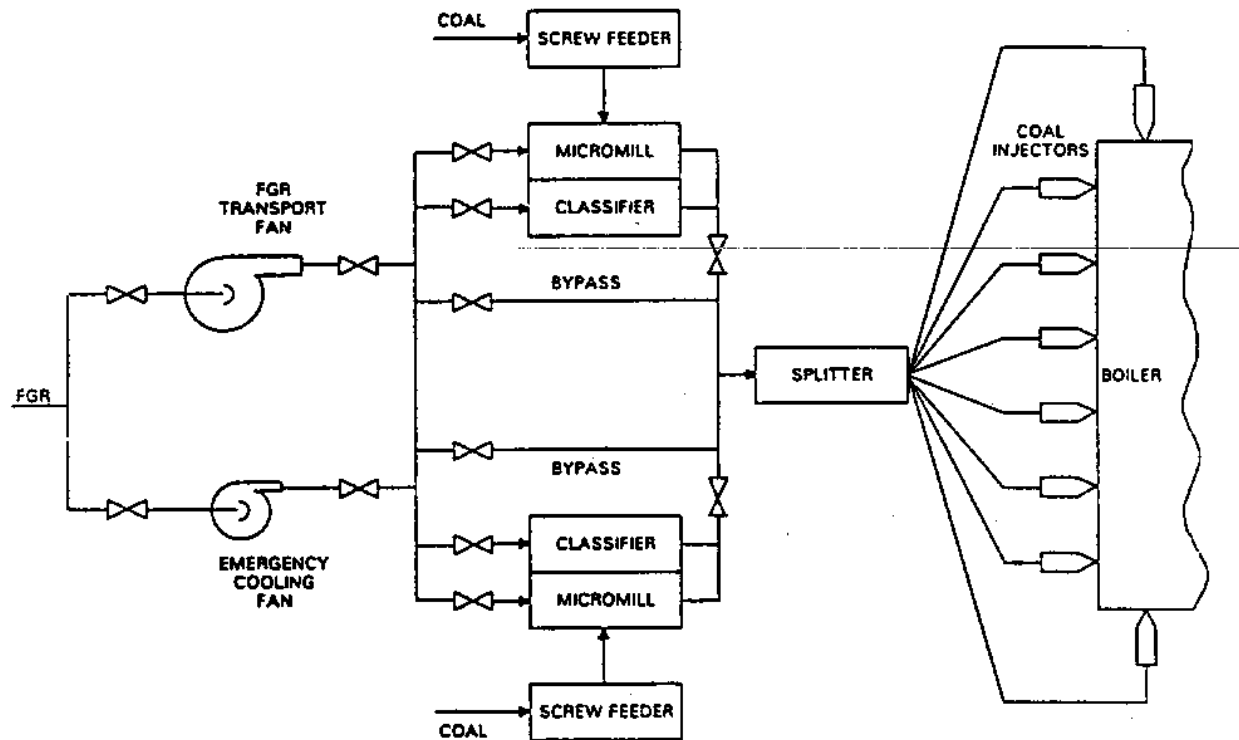 COAL
SCREW FEEDER
MICROMILL
CLASSIFIER
COAL
INJECTORS
FGR
TRANSPORT
FAN
BYPASS
SPLITTER
BOILER
FGR
BYPASS
CLASSIFIER
MICROMILL
EMERGENCY
COOLING
FAN
SCREW FEEDER
COAL